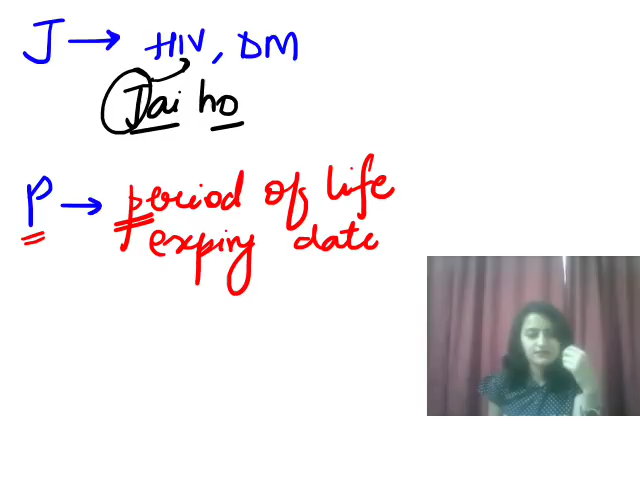 J → HIV, DM
Jai ho
P → period of life
expiry date